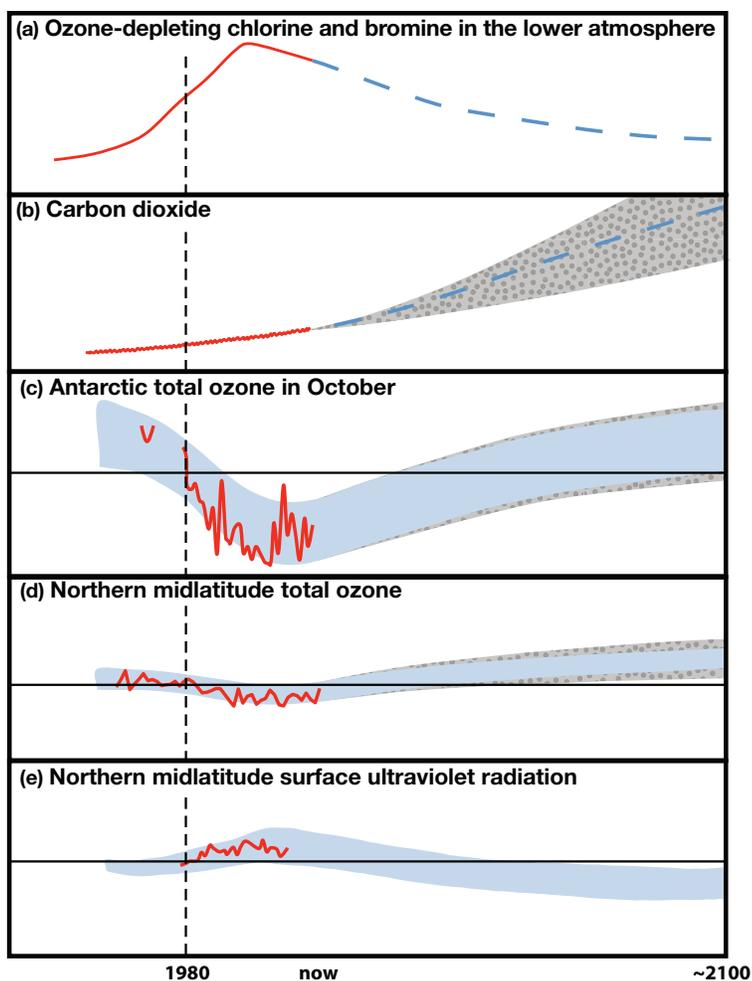 (a) Ozone-depleting chlorine and bromine in the lower atmosphere
(b) Carbon dioxide
(c) Antarctic total ozone in October
(d) Northern midlatitude total ozone
(e) Northern midlatitude surface ultraviolet radiation
1980 now ~2100